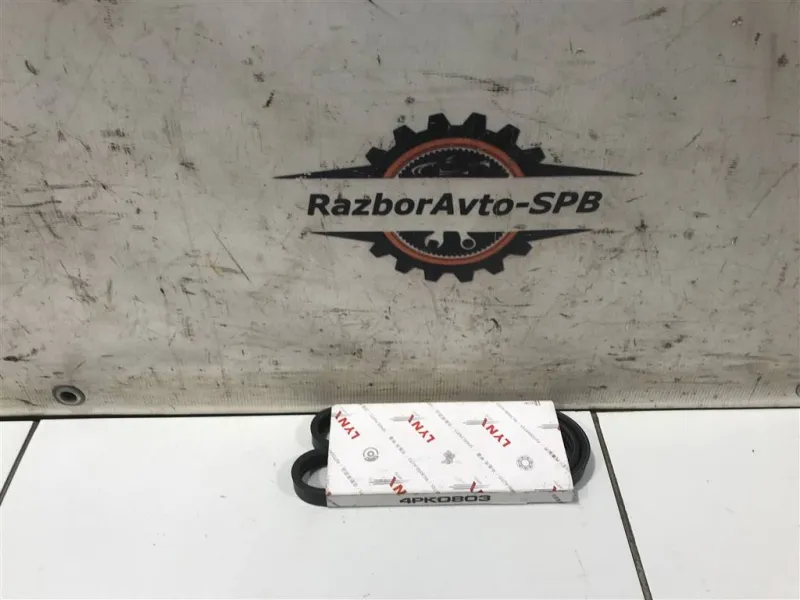 RazborAvto-SPB
LYNX
LYNX
4PK0803